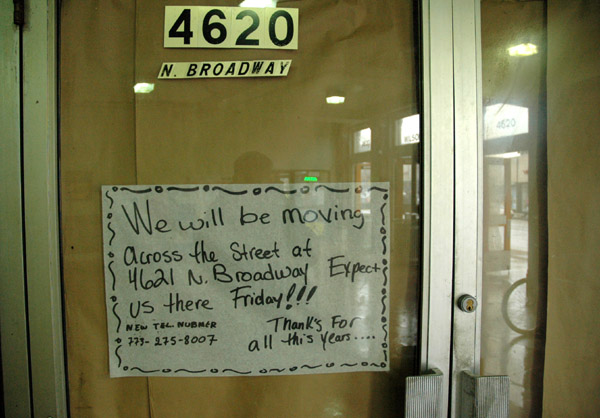 4620
N. BROADWAY
We will be moving
Across the Street at
4621 N. Broadway Expect
us there Friday!!!
NEW TEL. NUBMER
773-275-8007
Thank's For
all this years....
4620